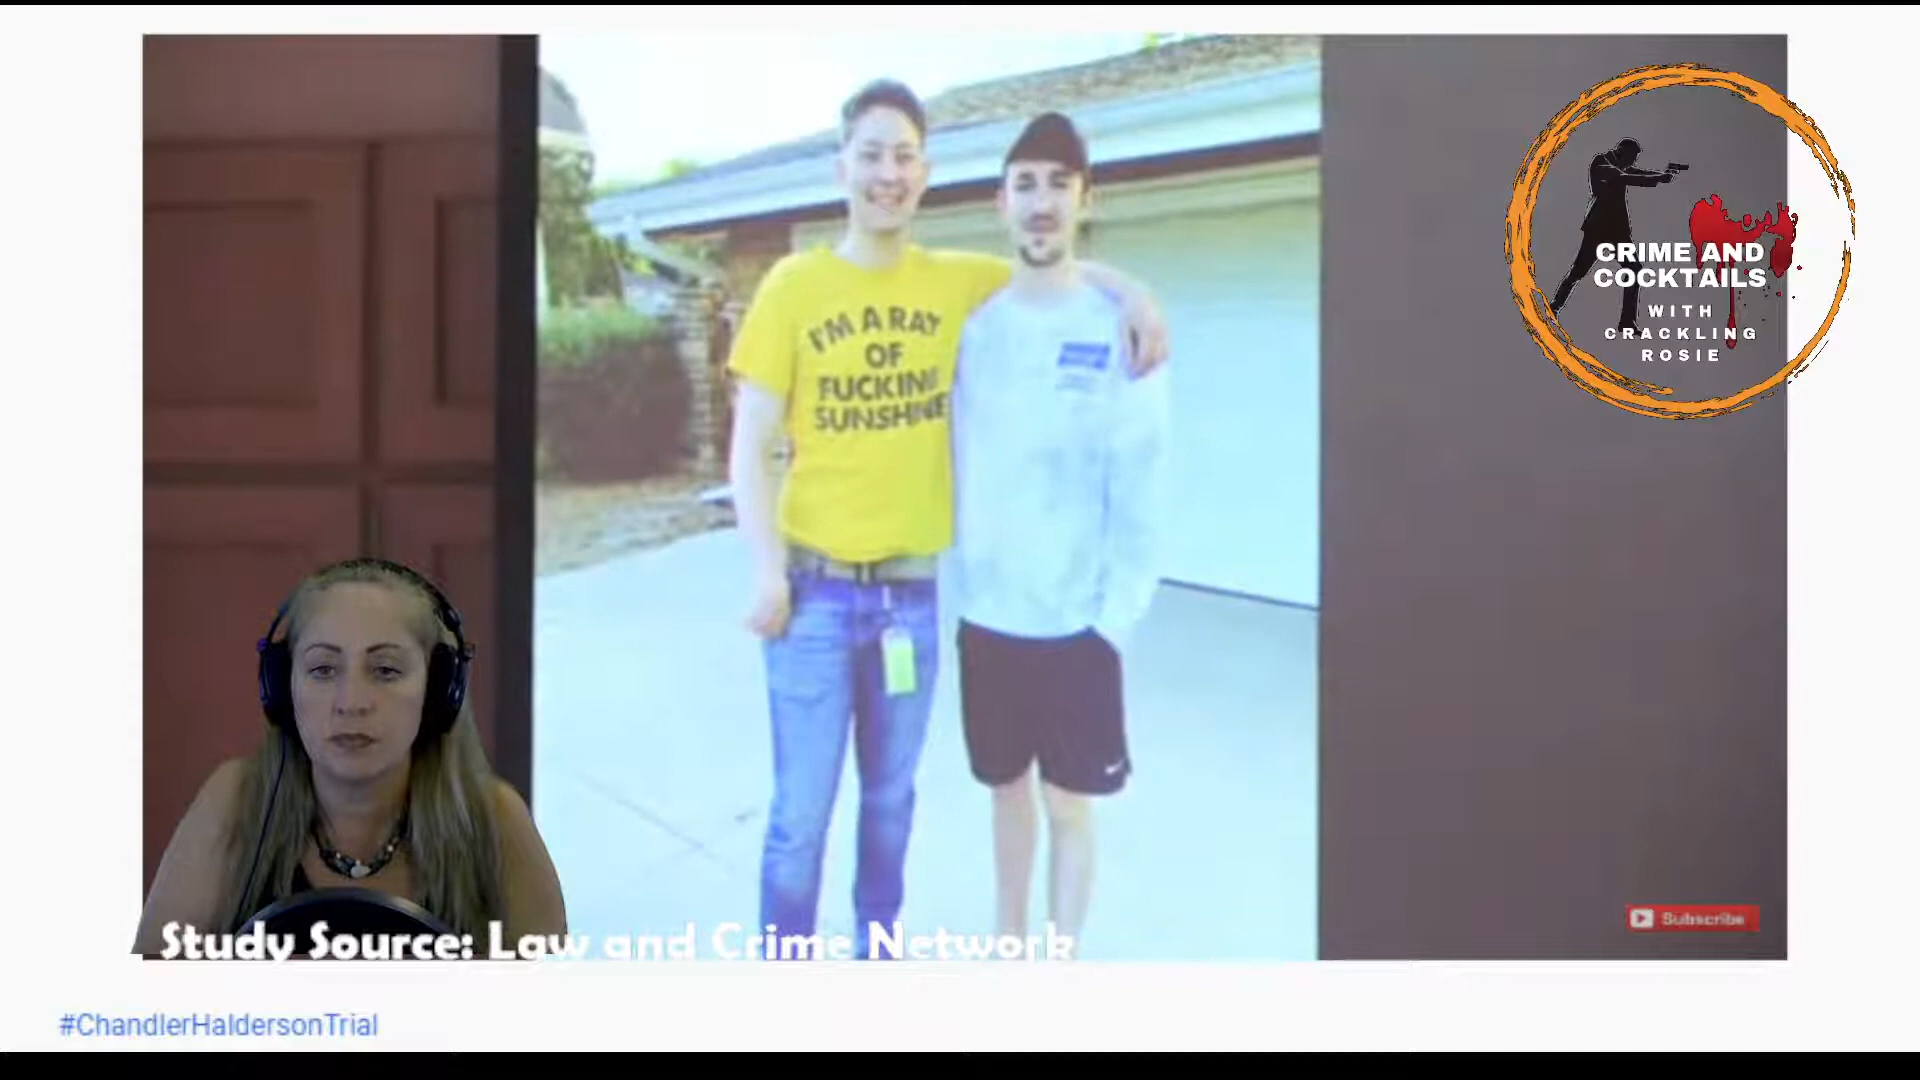 I'M A RAY
OF
FUCKING
SUNSHINE
CRIME AND
COCKTAILS
WITH
CRACKLING
ROSIE
Subscribe
Study Source: Law and Crime Network
#ChandlerHaldersonTrial